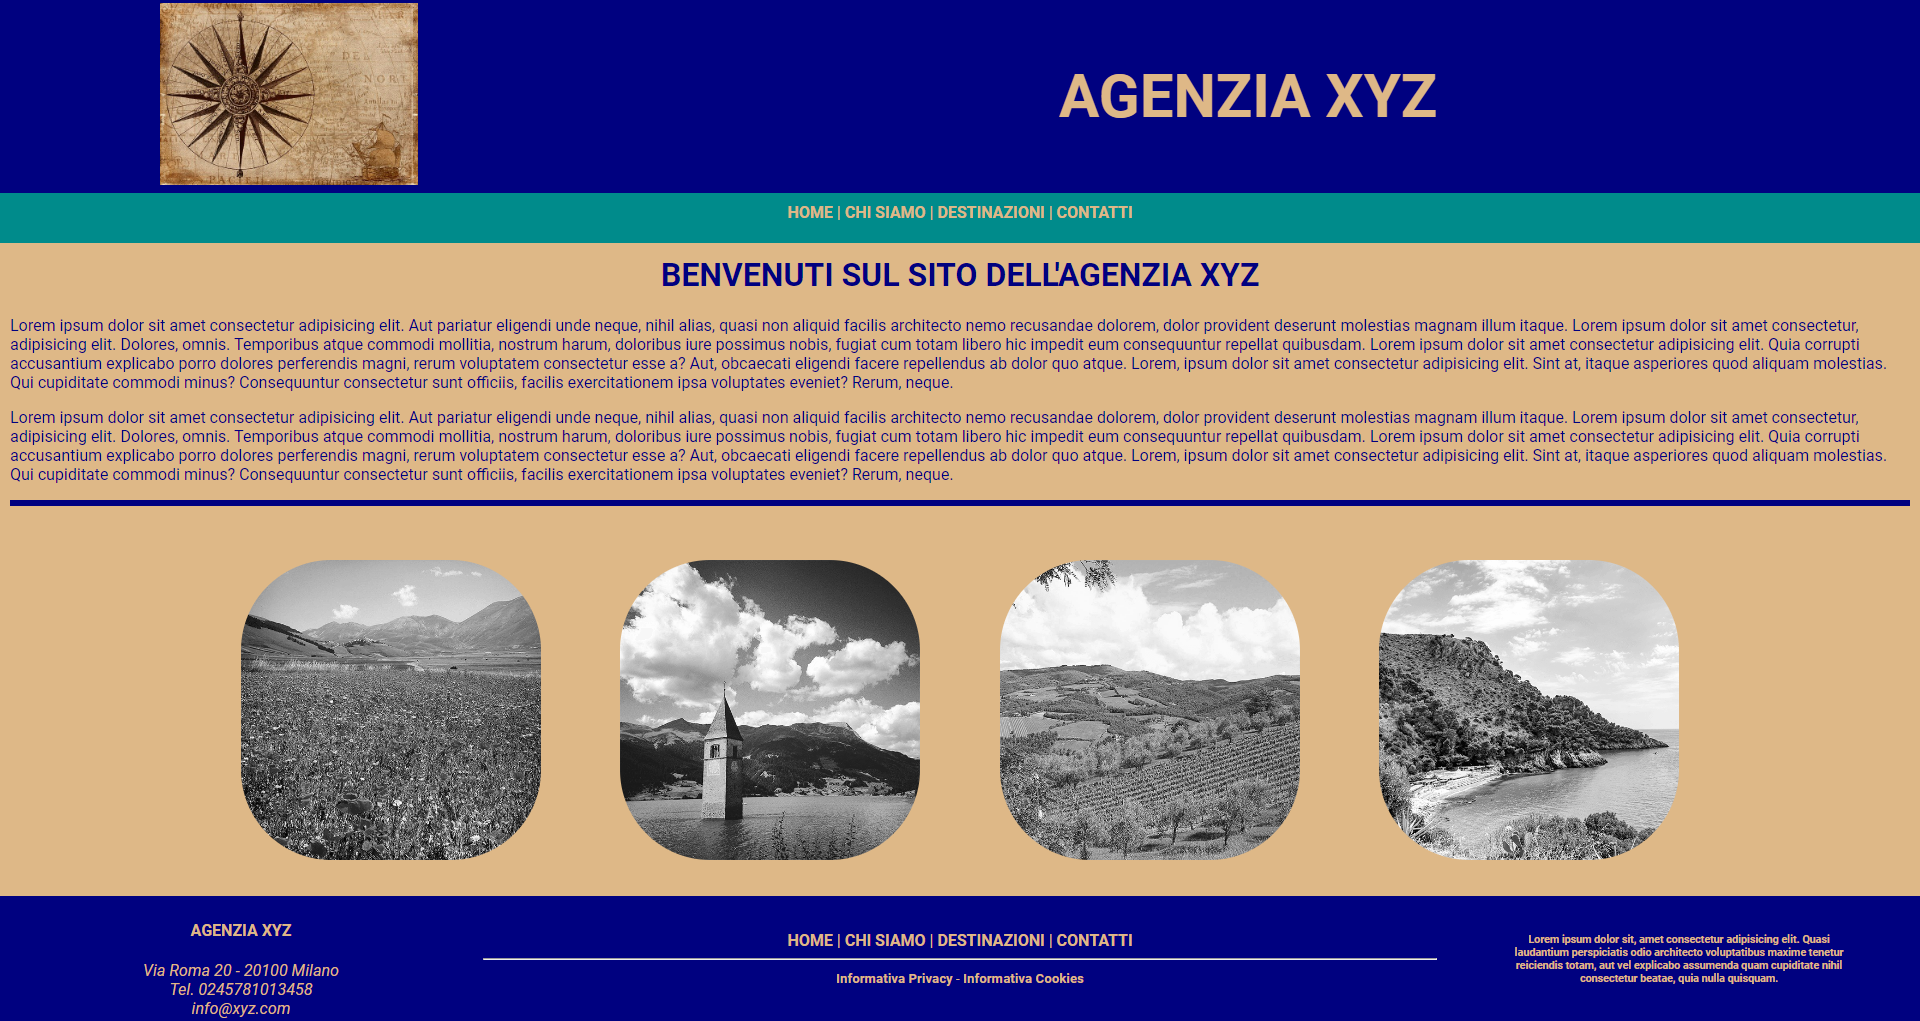 DEL
NORT
PACIFII
AGENZIA XYZ
HOME | CHI SIAMO | DESTINAZIONI | CONTATTI
BENVENUTI SUL SITO DELL'AGENZIA XYZ
Lorem ipsum dolor sit amet consectetur adipisicing elit. Aut pariatur eligendi unde neque, nihil alias, quasi non aliquid facilis architecto nemo recusandae dolorem, dolor provident deserunt molestias magnam illum itaque. Lorem ipsum dolor sit amet consectetur,
adipisicing elit. Dolores, omnis. Temporibus atque commodi mollitia, nostrum harum, doloribus iure possimus nobis, fugiat cum totam libero hic impedit eum consequuntur repellat quibusdam. Lorem ipsum dolor sit amet consectetur adipisicing elit. Quia corrupti
accusantium explicabo porro dolores perferendis magni, rerum voluptatem consectetur esse a? Aut, obcaecati eligendi facere repellendus ab dolor quo atque. Lorem, ipsum dolor sit amet consectetur adipisicing elit. Sint at, itaque asperiores quod aliquam molestias.
Qui cupiditate commodi minus? Consequuntur consectetur sunt officiis, facilis exercitationem ipsa voluptates eveniet? Rerum, neque.
Lorem ipsum dolor sit amet consectetur adipisicing elit. Aut pariatur eligendi unde neque, nihil alias, quasi non aliquid facilis architecto nemo recusandae dolorem, dolor provident deserunt molestias magnam illum itaque. Lorem ipsum dolor sit amet consectetur,
adipisicing elit. Dolores, omnis. Temporibus atque commodi mollitia, nostrum harum, doloribus iure possimus nobis, fugiat cum totam libero hic impedit eum consequuntur repellat quibusdam. Lorem ipsum dolor sit amet consectetur adipisicing elit. Quia corrupti
accusantium explicabo porro dolores perferendis magni, rerum voluptatem consectetur esse a? Aut, obcaecati eligendi facere repellendus ab dolor quo atque. Lorem, ipsum dolor sit amet consectetur adipisicing elit. Sint at, itaque asperiores quod aliquam molestias.
Qui cupiditate commodi minus? Consequuntur consectetur sunt officiis, facilis exercitationem ipsa voluptates eveniet? Rerum, neque.
AGENZIA XYZ
Via Roma 20 - 20100 Milano
Tel. 0245781013458
info@xyz.com
HOME | CHI SIAMO | DESTINAZIONI | CONTATTI
Informativa Privacy - Informativa Cookies
Lorem ipsum dolor sit, amet consectetur adipisicing elit. Quasi
laudantium perspiciatis odio architecto voluptatibus maxime tenetur
reiciendis totam, aut vel explicabo assumenda quam cupiditate nihil
consectetur beatae, quia nulla quisquam.